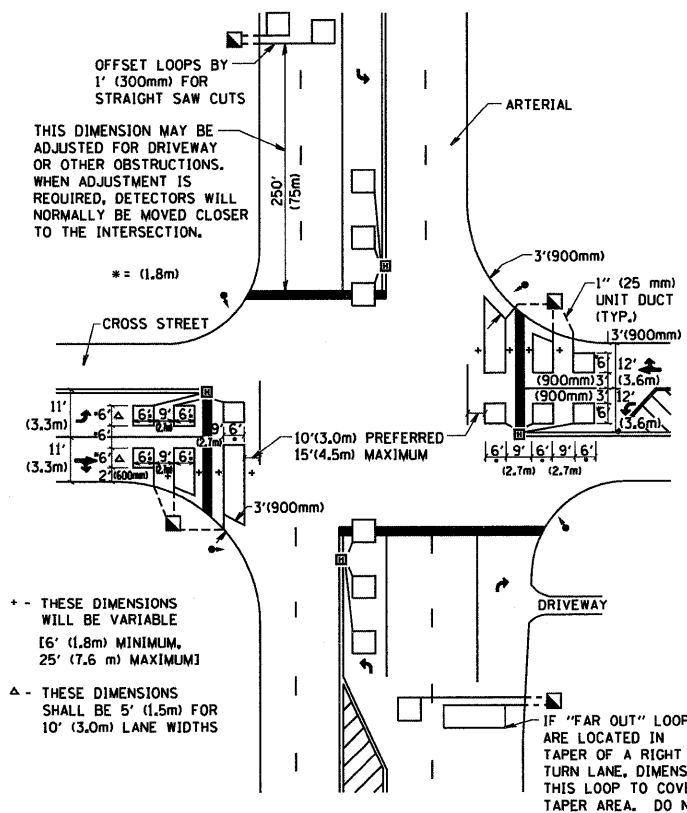 OFFSET LOOPS BY
1' (300mm) FOR
STRAIGHT SAW CUTS
ARTERIAL
THIS DIMENSION MAY BE
ADJUSTED FOR DRIVEWAY
OR OTHER OBSTRUCTIONS.
WHEN ADJUSTMENT IS
REQUIRED, DETECTORS WILL
NORMALLY BE MOVED CLOSER
TO THE INTERSECTION.
250'
(75m)
* = (1.8m)
H
3'(900mm)
1" (25 mm)
UNIT DUCT
(TYP.)
CROSS STREET
3'(900mm)
6'
12'
(3.6m)
(900mm) 3'
(900mm) 3'
12'
6'
(3.6m)
H
H
11'
(3.3m)
*6'
6' 9' 6'
*6'
(2.7m)
9' 6'
11'
(3.3m)
*6'
6' 9' 6'
2' (600mm)
10'(3.0m) PREFERRED
15'(4.5m) MAXIMUM
6' 9' 6' 9' 6'
(2.7m) (2.7m)
3'(900mm)
H
+ - THESE DIMENSIONS
WILL BE VARIABLE
[6' (1.8m) MINIMUM,
25' (7.6 m) MAXIMUM]
DRIVEWAY
△ - THESE DIMENSIONS
SHALL BE 5' (1.5m) FOR
10' (3.0m) LANE WIDTHS
IF "FAR OUT" LOOP
ARE LOCATED IN
TAPER OF A RIGHT
TURN LANE, DIMENS
THIS LOOP TO COVE
TAPER AREA. DO N